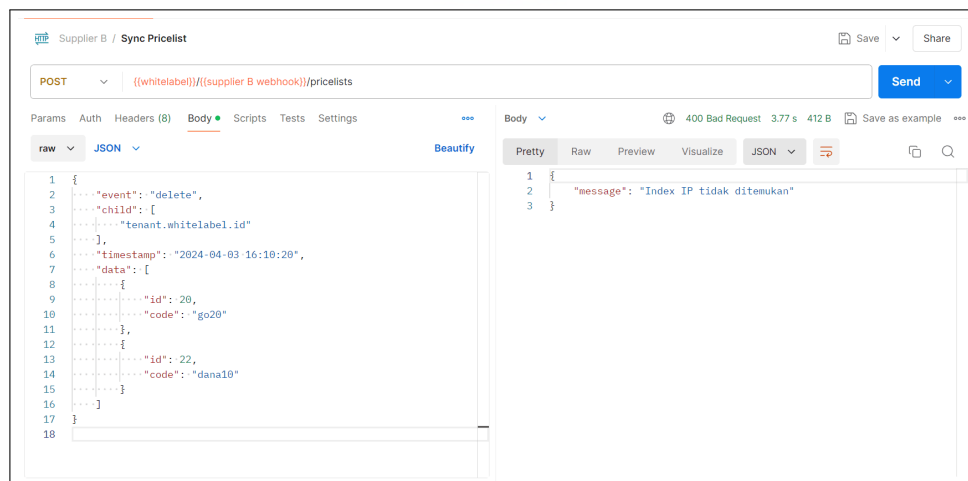 HTTP Supplier B / Sync Pricelist Save Share
POST {{whitelabel}}/{{supplier B webhook}}/pricelists Send
Params Auth Headers (8) Body Scripts Tests Settings
Body 400 Bad Request 3.77 s 412 B Save as example
raw JSON Beautify
Pretty Raw Preview Visualize JSON
1 {
2 "event": "delete",
3 "child": [
4 "tenant.whitelabel.id"
5 ],
6 "timestamp": "2024-04-03 16:10:20",
7 "data": [
8 {
9 "id": 20,
10 "code": "go20"
11 },
12 {
13 "id": 22,
14 "code": "dana10"
15 }
16 ]
17 }
18
1 {
2 "message": "Index IP tidak ditemukan"
3 }